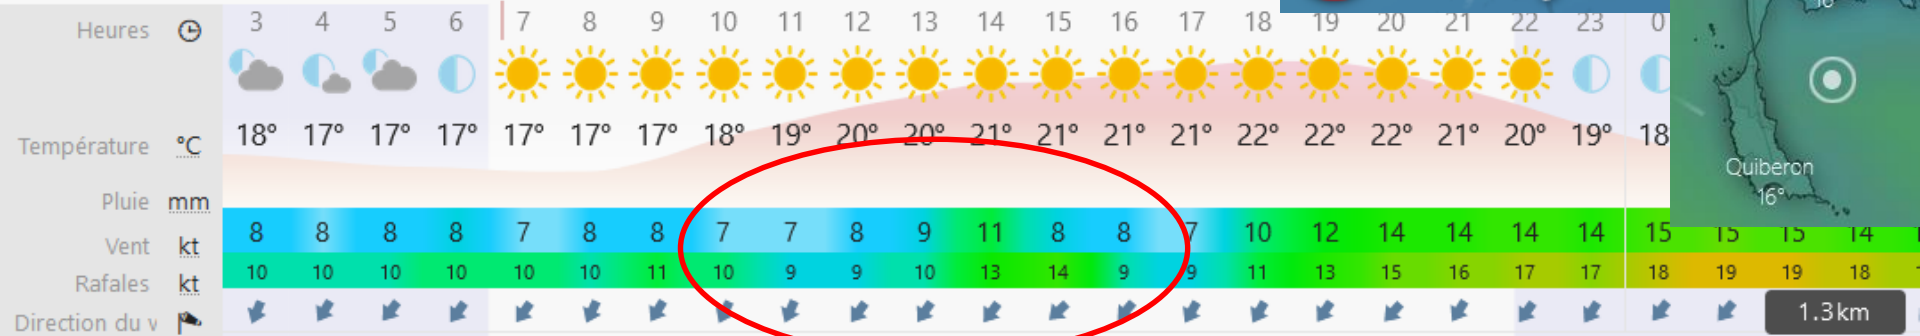 Heures 3 4 5 6 7 8 9 10 11 12 13 14 15 16 17 18 19 20 21 22 23 0
16°
Température °C 18° 17° 17° 17° 17° 17° 17° 18° 19° 20° 20° 21° 21° 21° 21° 22° 22° 22° 21° 20° 19° 18
Quiberon
16°
Pluie mm
Vent kt 8 8 8 8 7 8 8 7 7 8 9 11 8 8 7 10 12 14 14 14 14 15 15 15 14
Rafales kt 10 10 10 10 10 10 11 10 9 9 10 13 14 9 9 11 13 15 16 17 17 18 19 19 18
Direction du v
1.3km